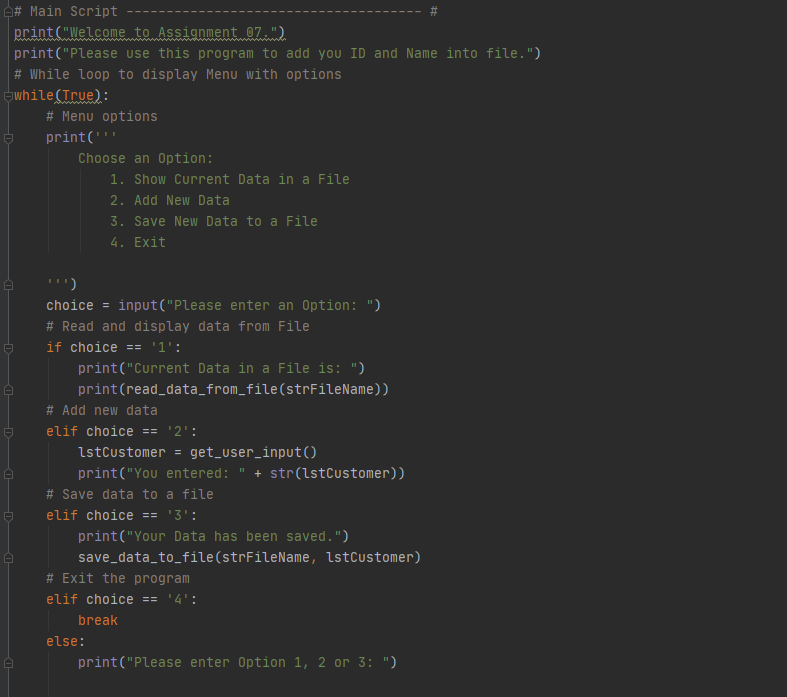 # Main Script ------------------------------------- #
print("Welcome to Assignment 07.")
print("Please use this program to add you ID and Name into file.")
# While loop to display Menu with options
while(True):
    # Menu options
    print('''
        Choose an Option:
            1. Show Current Data in a File
            2. Add New Data
            3. Save New Data to a File
            4. Exit

    ''')
    choice = input("Please enter an Option: ")
    # Read and display data from File
    if choice == '1':
        print("Current Data in a File is: ")
        print(read_data_from_file(strFileName))
    # Add new data
    elif choice == '2':
        lstCustomer = get_user_input()
        print("You entered: " + str(lstCustomer))
    # Save data to a file
    elif choice == '3':
        print("Your Data has been saved.")
        save_data_to_file(strFileName, lstCustomer)
    # Exit the program
    elif choice == '4':
        break
    else:
        print("Please enter Option 1, 2 or 3: ")